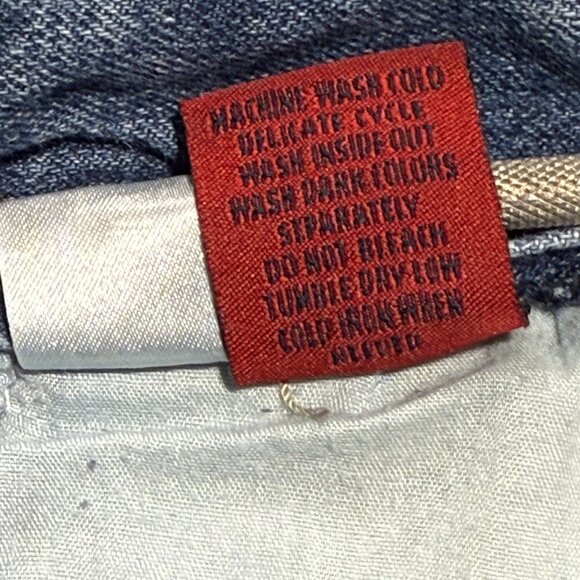 MACHINE WASH COLD
DELICATE CYCLE
WASH INSIDE OUT
WASH DARK COLORS
SEPARATELY
DO NOT BLEACH
TUMBLE DRY LOW
COLD IRON WHEN
NEEDED